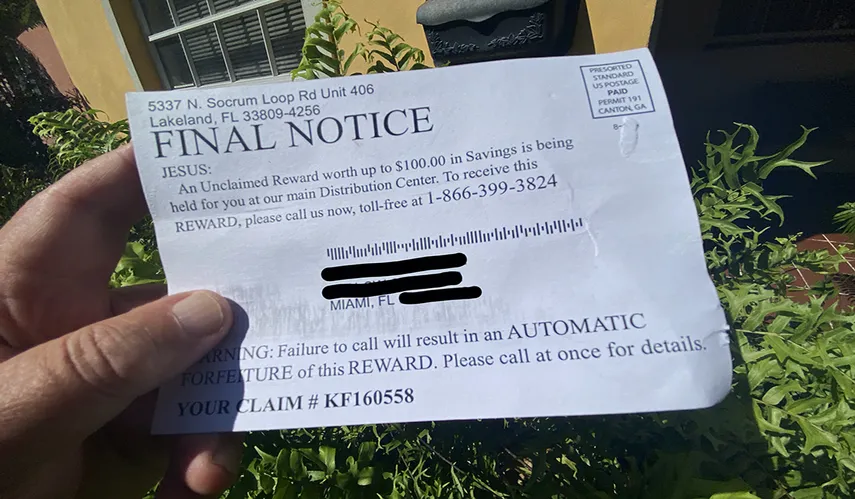 5337 N. Socrum Loop Rd Unit 406
Lakeland, FL 33809-4256
FINAL NOTICE
PRESORTED
STANDARD
US POSTAGE
PAID
PERMIT 191
CANTON, GA
JESUS:
An Unclaimed Reward worth up to $100.00 in Savings is being
held for you at our main Distribution Center. To receive this
REWARD, please call us now, toll-free at 1-866-399-3824
MIAMI, FL
WARNING: Failure to call will result in an AUTOMATIC
FORFEITURE of this REWARD. Please call at once for details.
YOUR CLAIM # KF160558